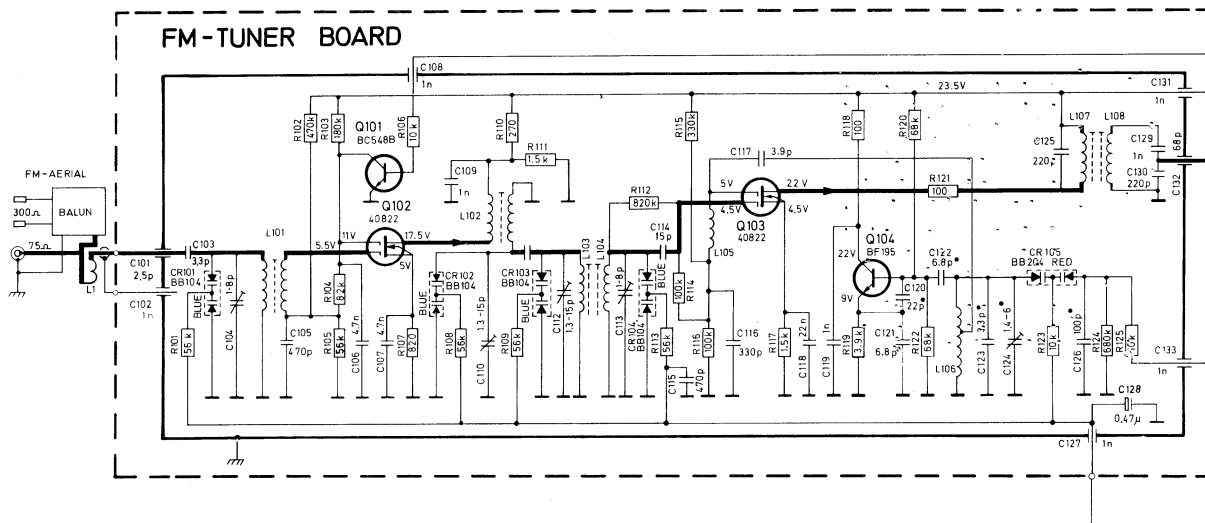 FM-TUNER BOARD
C108
1n
23.5V
C131
1n
R102
470k
R103
180k
Q101
BC548B
R106
10k
R110
270
R111
1.5k
C109
1n
R115
330k
C117
3.9p
R118
100
R120
68k
L107
L108
C125
220p
C129
1n
C130
220p
68p
C132
FM-AERIAL
BALUN
300Ω
75Ω
L1
C101
2,5p
C102
1n
C103
3,3p
CR101
BB104
BLUE
1-8p
C104
R101
56k
L101
C105
470p
Q102
40822
11V
5.5V
17.5V
5V
R104
82k
R105
56k
4.7n
C106
4.7n
C107
R107
820
L102
CR102
BB104
BLUE
R108
56k
1.3-15p
C110
CR103
BB104
BLUE
R109
56k
C112
1.3-15p
L103
L104
1-8p
C113
CR104
BB104
BLUE
R112
820k
C114
15p
R113
56k
C115
470p
100k
R114
R116
100k
L105
C116
330p
Q103
40822
5V
4.5V
22V
4.5V
R121
100
R117
1.5k
22n
C118
1n
C119
Q104
BF195
22V
9V
R119
3.9k
C120
22p
C121
6.8p
R122
68k
C122
6.8p
L106
3,3p
C123
1,4-6
C124
CR105
BB204 RED
R123
10k
100p
C126
R124
680k
R125
C133
1n
C128
0.47µ
C127
1n